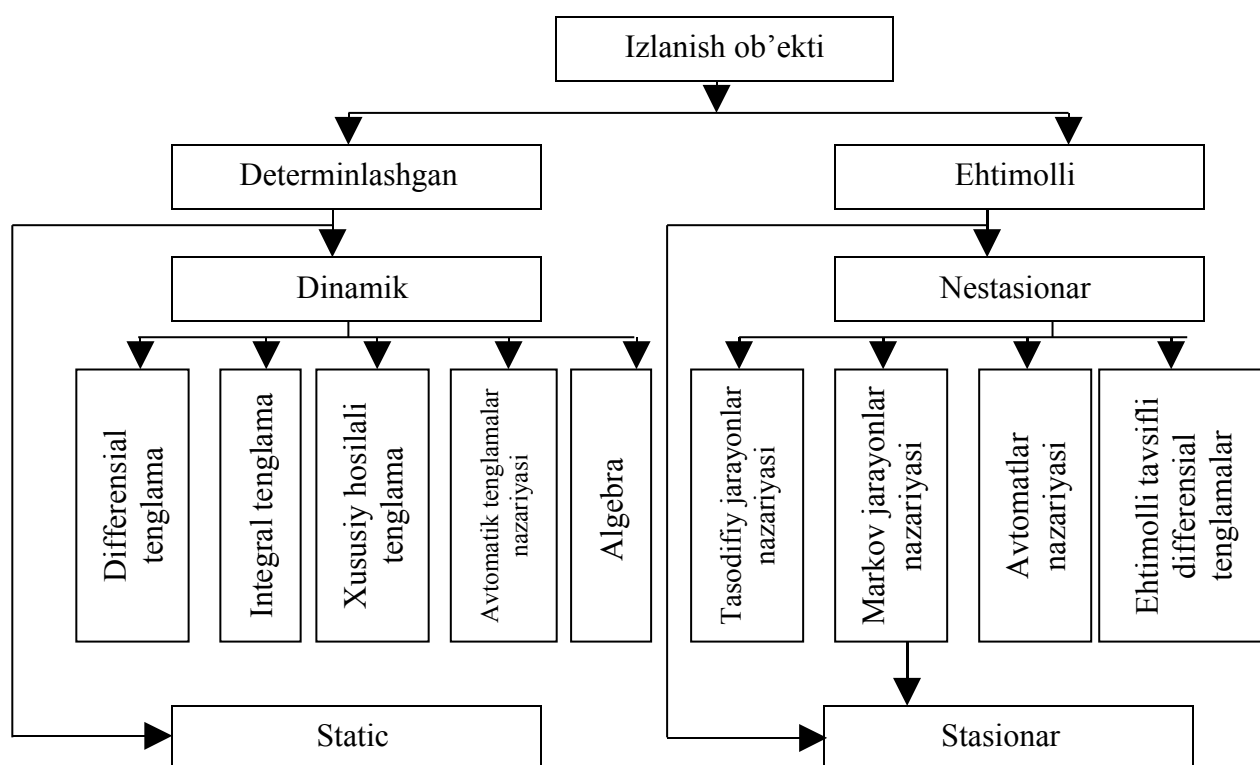 Izlanish ob’ekti
Determinlashgan
Ehtimolli
Dinamik
Nestasionar
Differensial
tenglama
Integral tenglama
Xususiy hosilali
tenglama
Avtomatik tenglamalar
nazariyasi
Algebra
Tasodifiy jarayonlar
nazariyasi
Markov jarayonlar
nazariyasi
Avtomatlar
nazariyasi
Ehtimolli tavsifli
differensial
tenglamalar
Static
Stasionar